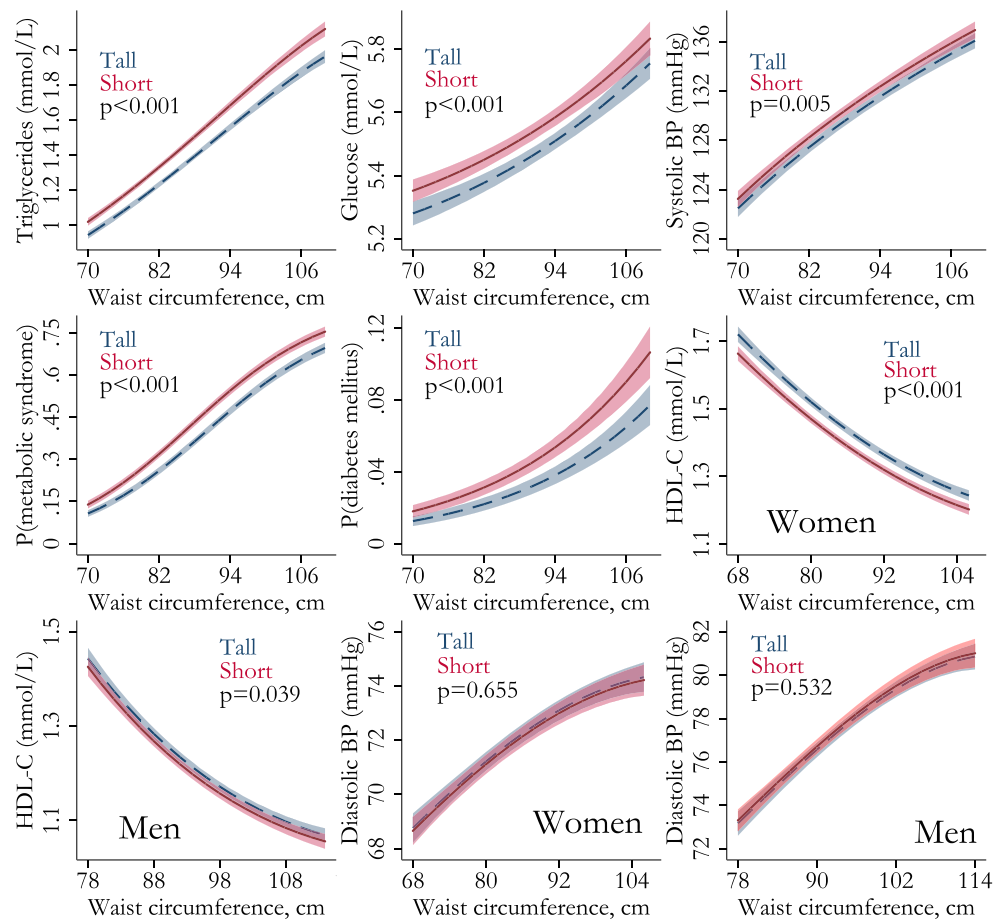 Triglycerides (mmol/L)
2
1.8
1.6
1.4
1.2
1
Tall
Short
p<0.001
70 82 94 106
Waist circumference, cm
Glucose (mmol/L)
5.8
5.6
5.4
5.2
Tall
Short
p<0.001
70 82 94 106
Waist circumference, cm
Systolic BP (mmHg)
136
132
128
124
120
Tall
Short
p=0.005
70 82 94 106
Waist circumference, cm
P(metabolic syndrome)
.75
.6
.45
.3
.15
0
Tall
Short
p<0.001
70 82 94 106
Waist circumference, cm
P(diabetes mellitus)
.12
.08
.04
0
Tall
Short
p<0.001
70 82 94 106
Waist circumference, cm
HDL-C (mmol/L)
1.7
1.5
1.3
1.1
Tall
Short
p<0.001
Women
68 80 92 104
Waist circumference, cm
HDL-C (mmol/L)
1.5
1.3
1.1
Tall
Short
p=0.039
Men
78 88 98 108
Waist circumference, cm
Diastolic BP (mmHg)
76
74
72
70
68
Tall
Short
p=0.655
Women
68 80 92 104
Waist circumference, cm
Diastolic BP (mmHg)
82
80
78
76
74
72
Tall
Short
p=0.532
Men
78 90 102 114
Waist circumference, cm